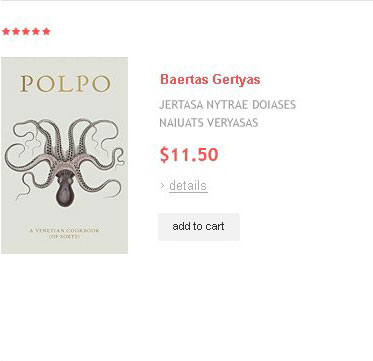 POLPO
A VENETIAN COOKBOOK
(OF SORTS)
Baertas Gertyas
JERTASA NYTRAE DOIASES
NAIUATS VERYASAS
$11.50
› details
add to cart